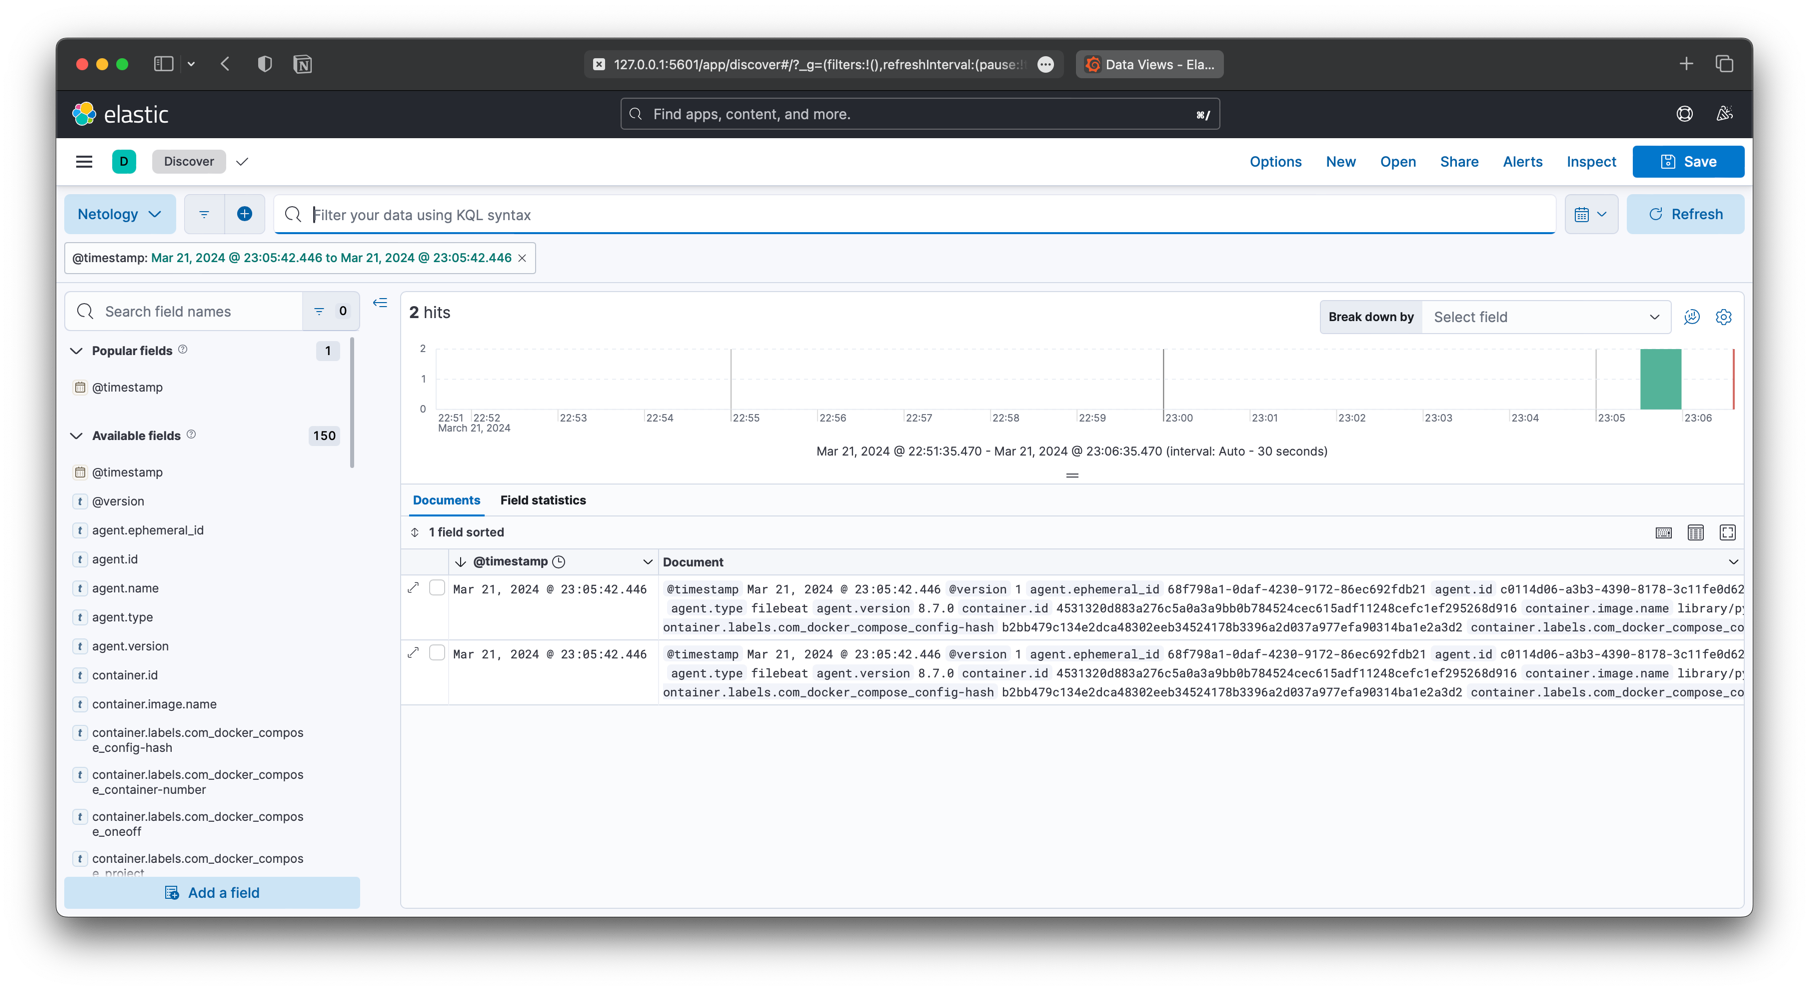 127.0.0.1:5601/app/discover#/?_g=(filters:!(),refreshInterval:(pause:!
Data Views - Ela...
elastic
Find apps, content, and more.
⌘/
D
Discover
Options
New
Open
Share
Alerts
Inspect
Save
Netology
Filter your data using KQL syntax
Refresh
@timestamp: Mar 21, 2024 @ 23:05:42.446 to Mar 21, 2024 @ 23:05:42.446
Search field names
0
Popular fields
1
@timestamp
Available fields
150
@timestamp
t @version
t agent.ephemeral_id
t agent.id
t agent.name
t agent.type
t agent.version
t container.id
t container.image.name
t container.labels.com_docker_compos
e_config-hash
t container.labels.com_docker_compos
e_container-number
t container.labels.com_docker_compos
e_oneoff
t container.labels.com_docker_compos
e_project
Add a field
2 hits
Break down by
Select field
2
1
0
22:51 22:52 22:53 22:54 22:55 22:56 22:57 22:58 22:59 23:00 23:01 23:02 23:03 23:04 23:05 23:06
March 21, 2024
Mar 21, 2024 @ 22:51:35.470 - Mar 21, 2024 @ 23:06:35.470 (interval: Auto - 30 seconds)
Documents
Field statistics
1 field sorted
@timestamp
Document
Mar 21, 2024 @ 23:05:42.446
@timestamp Mar 21, 2024 @ 23:05:42.446 @version 1 agent.ephemeral_id 68f798a1-0daf-4230-9172-86ec692fdb21 agent.id c0114d06-a3b3-4390-8178-3c11fe0d62
agent.type filebeat agent.version 8.7.0 container.id 4531320d883a276c5a0a3a9bb0b784524cec615adf11248cefc1ef295268d916 container.image.name library/py
ontainer.labels.com_docker_compose_config-hash b2bb479c134e2dca48302eeb34524178b3396a2d037a977efa90314ba1e2a3d2 container.labels.com_docker_compose_co
Mar 21, 2024 @ 23:05:42.446
@timestamp Mar 21, 2024 @ 23:05:42.446 @version 1 agent.ephemeral_id 68f798a1-0daf-4230-9172-86ec692fdb21 agent.id c0114d06-a3b3-4390-8178-3c11fe0d62
agent.type filebeat agent.version 8.7.0 container.id 4531320d883a276c5a0a3a9bb0b784524cec615adf11248cefc1ef295268d916 container.image.name library/py
ontainer.labels.com_docker_compose_config-hash b2bb479c134e2dca48302eeb34524178b3396a2d037a977efa90314ba1e2a3d2 container.labels.com_docker_compose_co